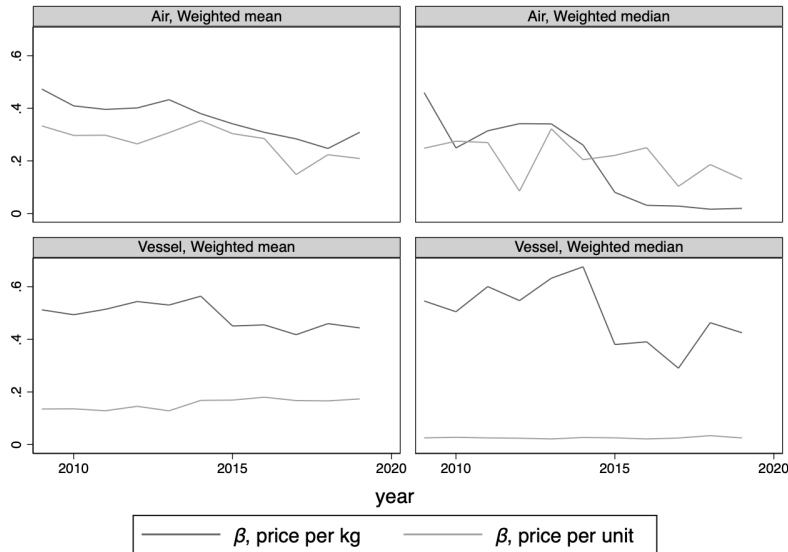 Air, Weighted mean
Air, Weighted median
.6
.4
.2
0
Vessel, Weighted mean
Vessel, Weighted median
.6
.4
.2
0
2010 2015 2020 2010 2015 2020
year
β, price per kg β, price per unit